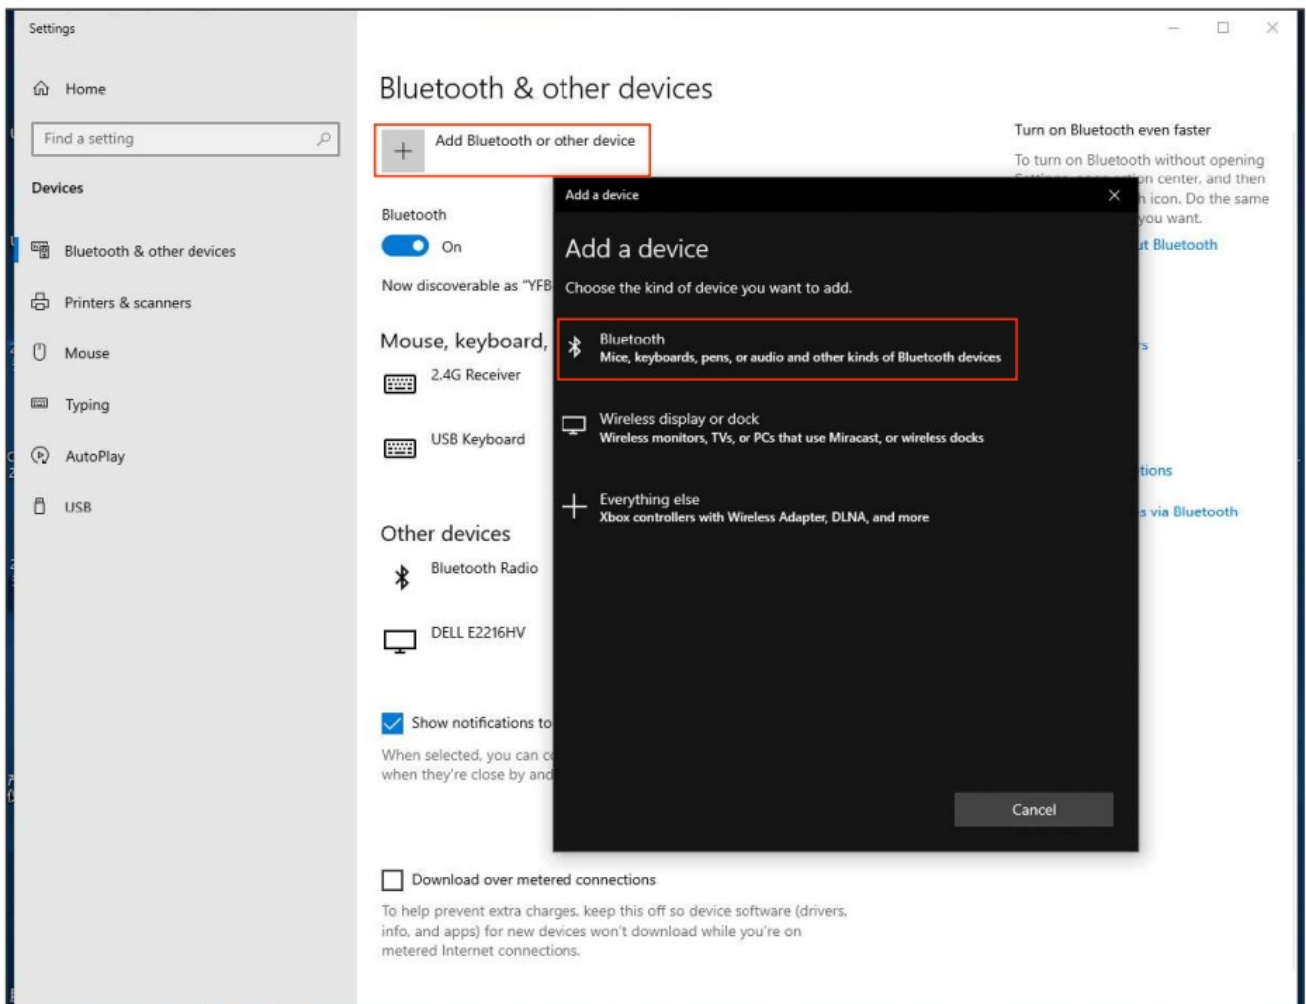 Settings
Home
Find a setting
Devices
Bluetooth & other devices
Printers & scanners
Mouse
Typing
AutoPlay
USB
Bluetooth & other devices
Add Bluetooth or other device
Bluetooth
On
Now discoverable as "YFB
Mouse, keyboard,
2.4G Receiver
USB Keyboard
Other devices
Bluetooth Radio
DELL E2216HV
Show notifications to
When selected, you can
when they're close by and
Download over metered connections
To help prevent extra charges, keep this off so device software (drivers,
info, and apps) for new devices won't download while you're on
metered Internet connections.
Add a device
Add a device
Choose the kind of device you want to add.
Bluetooth
Mice, keyboards, pens, or audio and other kinds of Bluetooth devices
Wireless display or dock
Wireless monitors, TVs, or PCs that use Miracast, or wireless docks
Everything else
Xbox controllers with Wireless Adapter, DLNA, and more
Cancel
Turn on Bluetooth even faster
To turn on Bluetooth without opening
center, and then
icon. Do the same
you want.
Bluetooth
via Bluetooth